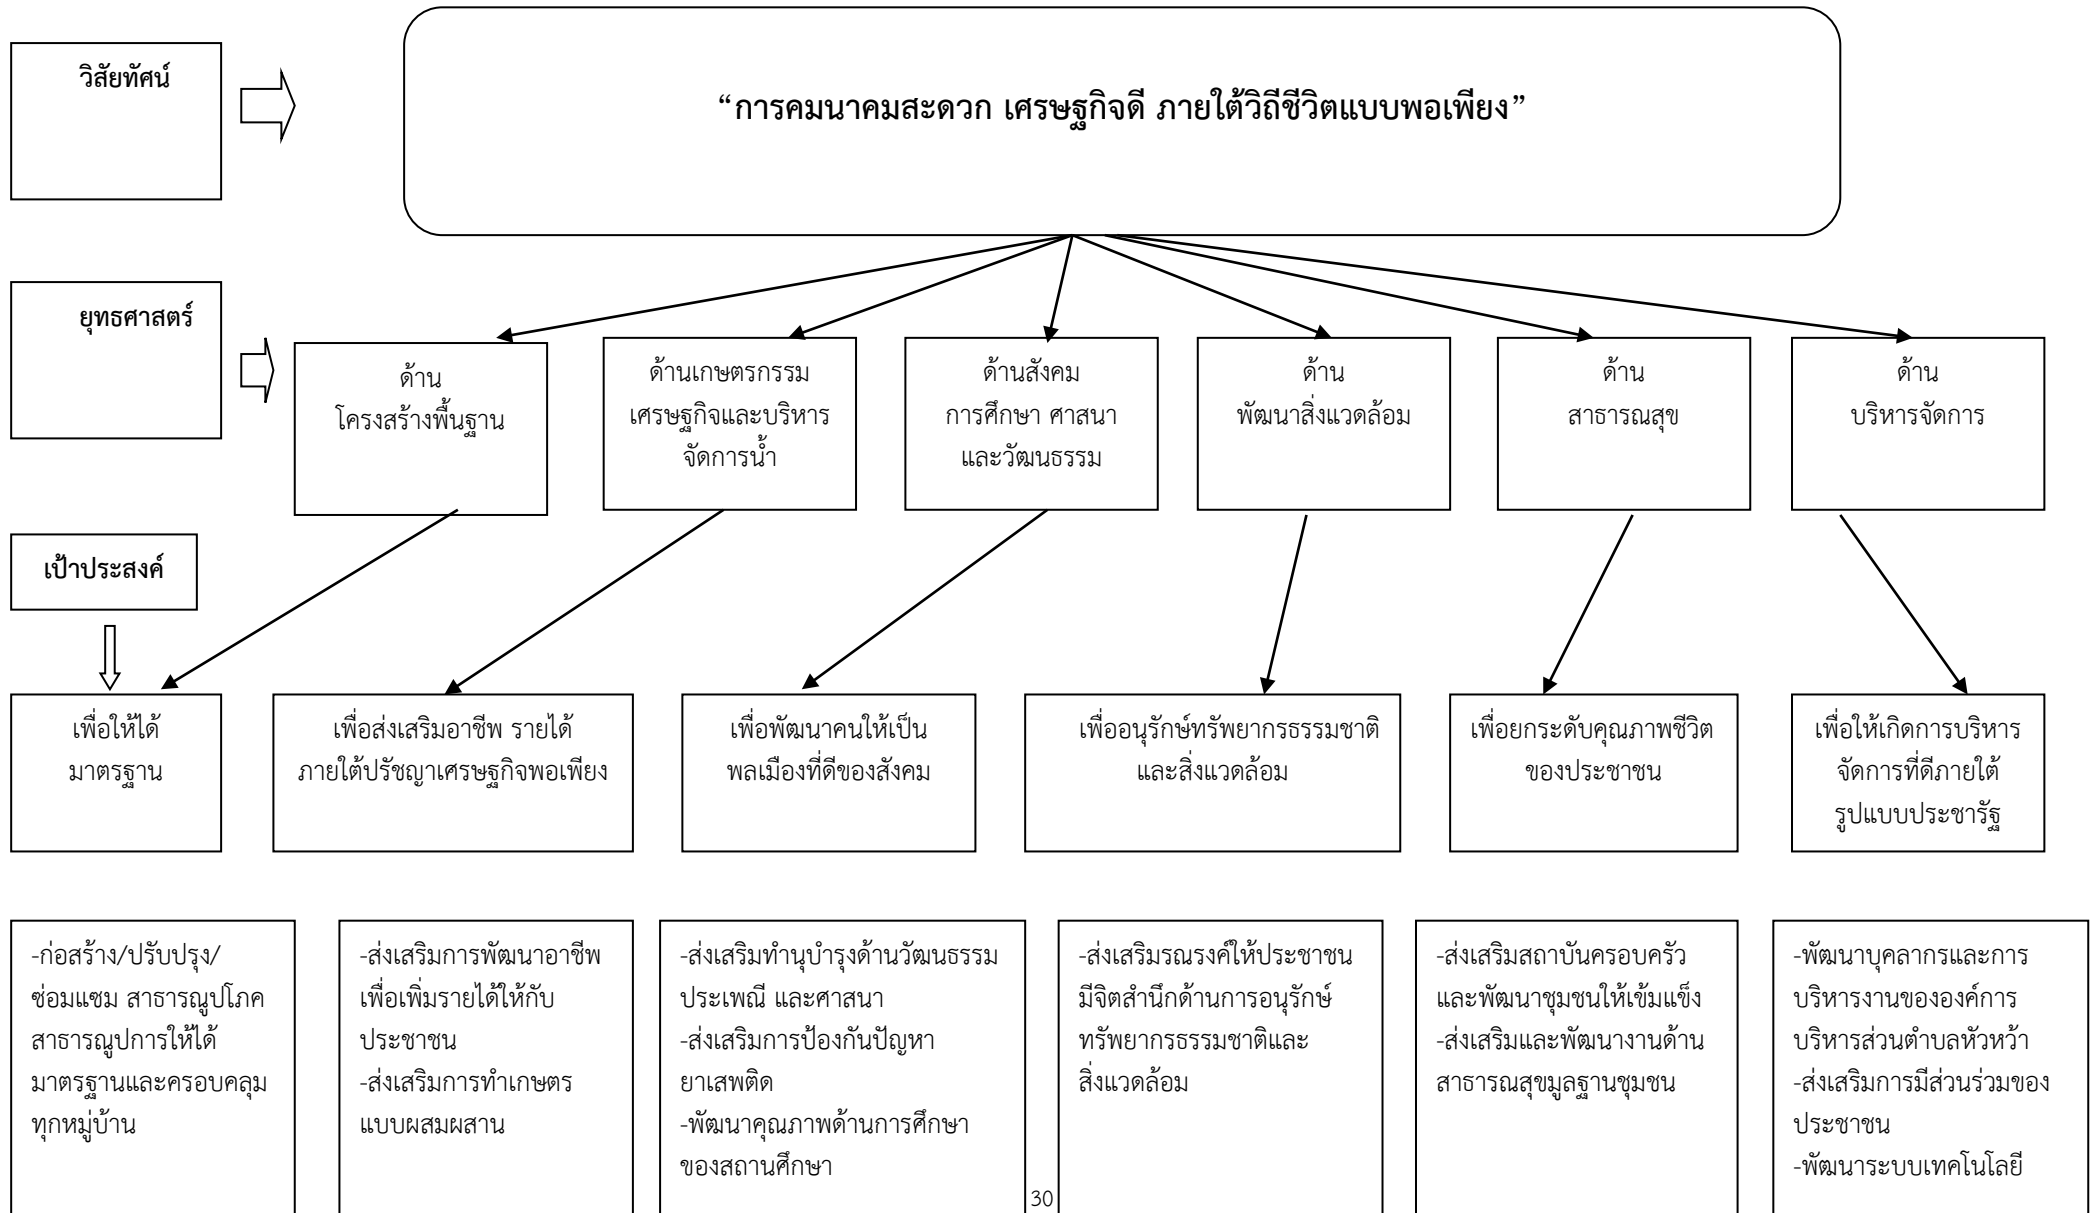 วิสัยทัศน์
“การคมนาคมสะดวก เศรษฐกิจดี ภายใต้วิถีชีวิตแบบพอเพียง”
ยุทธศาสตร์
ด้าน
โครงสร้างพื้นฐาน
ด้านเกษตรกรรม
เศรษฐกิจและบริหาร
จัดการน้ำ
ด้านสังคม
การศึกษา ศาสนา
และวัฒนธรรม
ด้าน
พัฒนาสิ่งแวดล้อม
ด้าน
สาธารณสุข
ด้าน
บริหารจัดการ
เป้าประสงค์
เพื่อให้ได้
มาตรฐาน
เพื่อส่งเสริมอาชีพ รายได้
ภายใต้ปรัชญาเศรษฐกิจพอเพียง
เพื่อพัฒนาคนให้เป็น
พลเมืองที่ดีของสังคม
เพื่ออนุรักษ์ทรัพยากรธรรมชาติ
และสิ่งแวดล้อม
เพื่อยกระดับคุณภาพชีวิต
ของประชาชน
เพื่อให้เกิดการบริหาร
จัดการที่ดีภายใต้
รูปแบบประชารัฐ
-ก่อสร้าง/ปรับปรุง/
ซ่อมแซม สาธารณูปโภค
สาธารณูปการให้ได้
มาตรฐานและครอบคลุม
ทุกหมู่บ้าน
-ส่งเสริมการพัฒนาอาชีพ
เพื่อเพิ่มรายได้ให้กับ
ประชาชน
-ส่งเสริมการทำเกษตร
แบบผสมผสาน
-ส่งเสริมทำนุบำรุงด้านวัฒนธรรม
ประเพณี และศาสนา
-ส่งเสริมการป้องกันปัญหา
ยาเสพติด
-พัฒนาคุณภาพด้านการศึกษา
ของสถานศึกษา
-ส่งเสริมรณรงค์ให้ประชาชน
มีจิตสำนึกด้านการอนุรักษ์
ทรัพยากรธรรมชาติและ
สิ่งแวดล้อม
-ส่งเสริมสถาบันครอบครัว
และพัฒนาชุมชนให้เข้มแข็ง
-ส่งเสริมและพัฒนางานด้าน
สาธารณสุขมูลฐานชุมชน
-พัฒนาบุคลากรและการ
บริหารงานขององค์การ
บริหารส่วนตำบลหัวหว้า
-ส่งเสริมการมีส่วนร่วมของ
ประชาชน
-พัฒนาระบบเทคโนโลยี
30